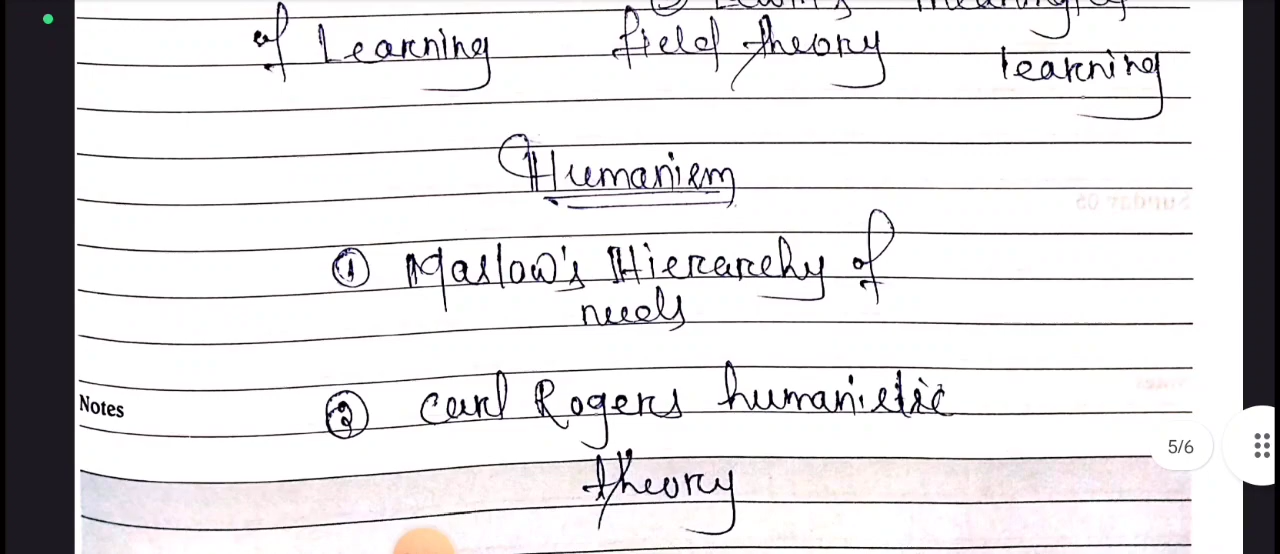 of Learning field theory learning
Humanism
① Maslow's Hierarchy of
needs
Notes
② Carl Rogers humanistic
theory
5/6